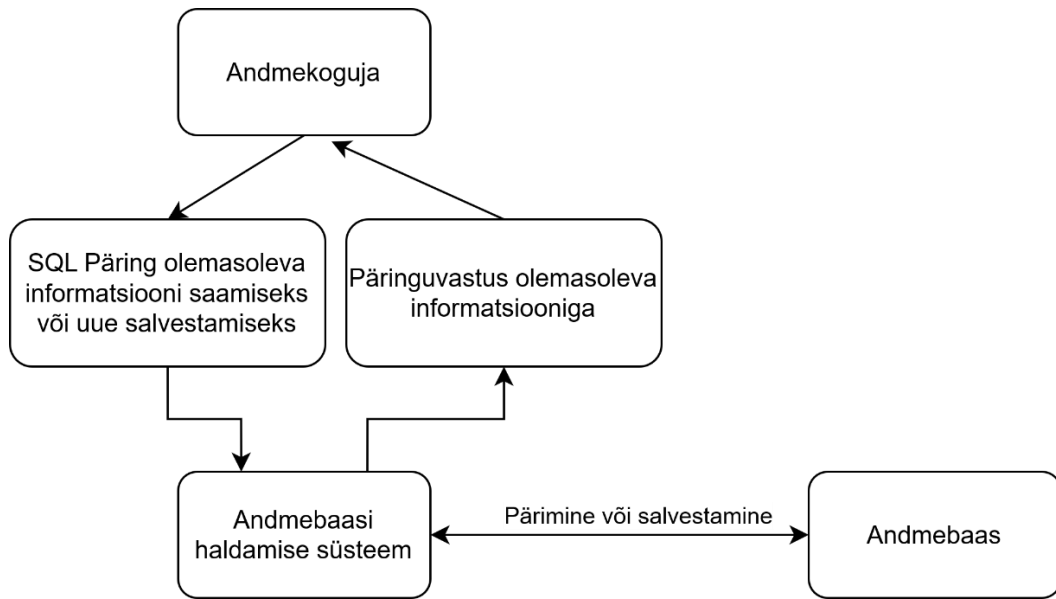 Andmekoguja
SQL Päring olemasoleva
informatsiooni saamiseks
või uue salvestamiseks
Päringuvastus olemasoleva
informatsiooniga
Andmebaasi
haldamise süsteem
Pärimine või salvestamine
Andmebaas